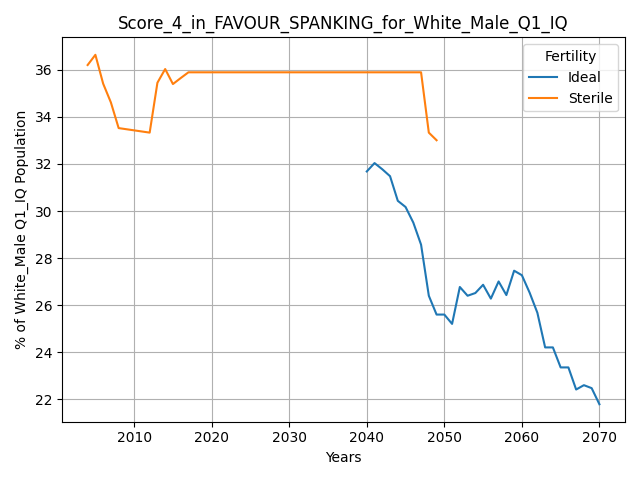 Score_4_in_FAVOUR_SPANKING_for_White_Male_Q1_IQ
Fertility
Ideal
Sterile
% of White_Male Q1_IQ Population
36
34
32
30
28
26
24
22
2010 2020 2030 2040 2050 2060 2070
Years